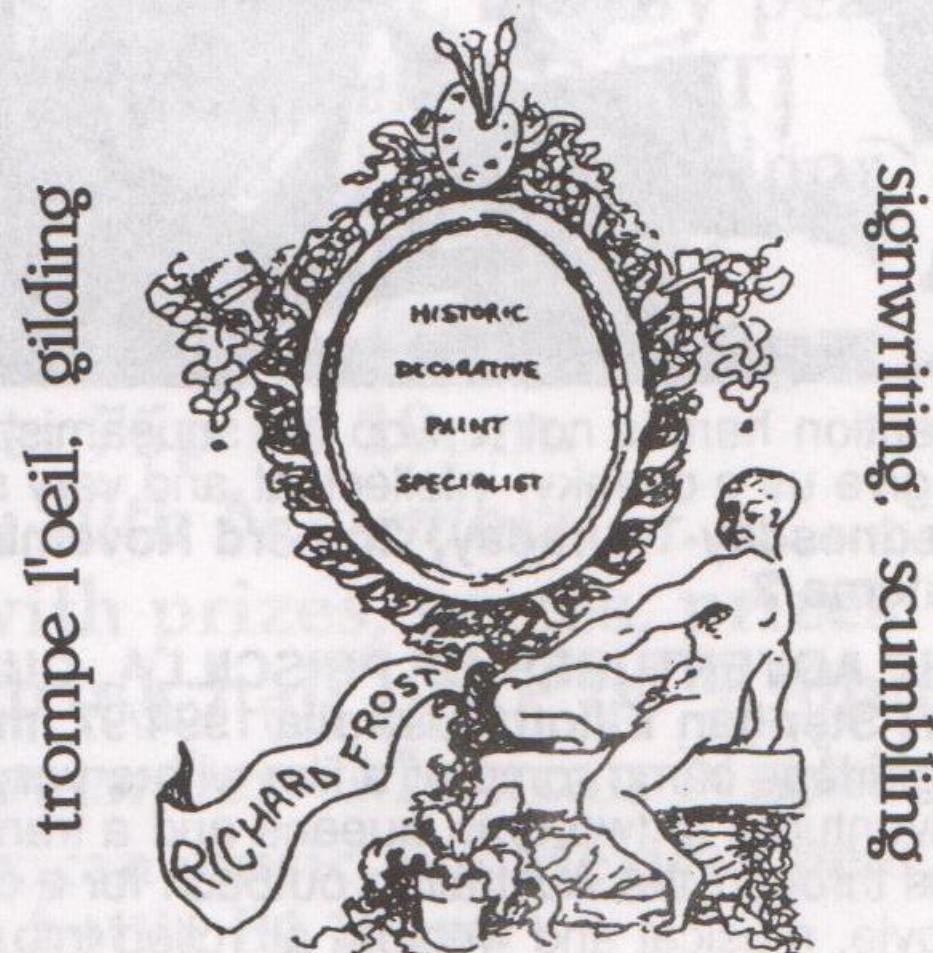 trompe l'oeil, gilding
HISTORIC
DECORATIVE
PAINT
SPECIALIST
RICHARD FROST
signwriting, scumbling